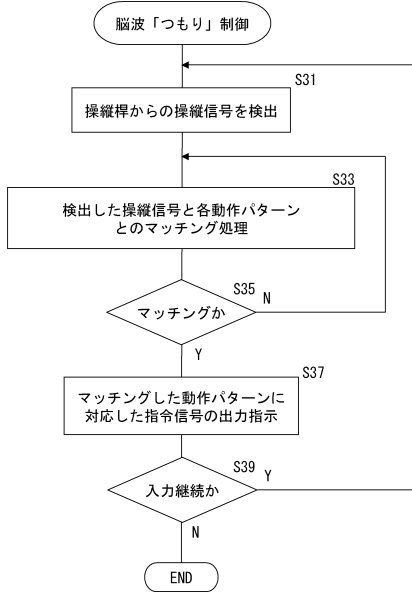 脳波「つもり」制御
S31
操縦桿からの操縦信号を検出
S33
検出した操縦信号と各動作パターン
とのマッチング処理
S35
マッチングか
N
Y
S37
マッチングした動作パターンに
対応した指令信号の出力指示
S39
入力継続か
Y
N
END